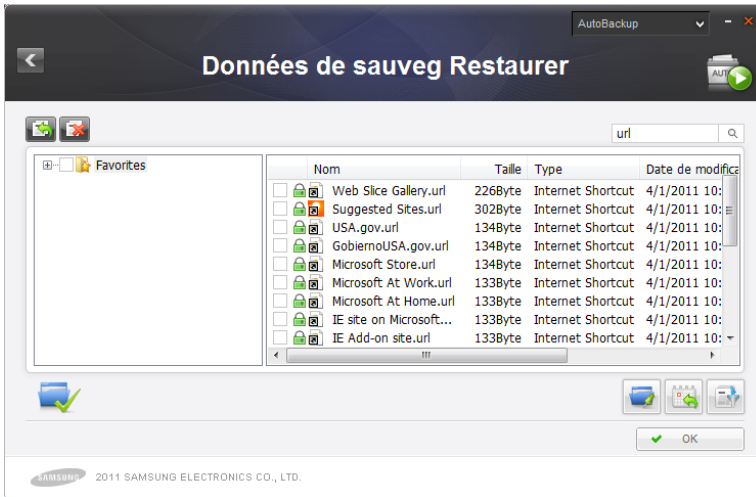 AutoBackup
Données de sauveg Restaurer
AUT
url
Favorites
Nom Taille Type Date de modifica
Web Slice Gallery.url 226Byte Internet Shortcut 4/1/2011 10:
Suggested Sites.url 302Byte Internet Shortcut 4/1/2011 10:
USA.gov.url 134Byte Internet Shortcut 4/1/2011 10:
GobiernoUSA.gov.url 134Byte Internet Shortcut 4/1/2011 10:
Microsoft Store.url 134Byte Internet Shortcut 4/1/2011 10:
Microsoft At Work.url 133Byte Internet Shortcut 4/1/2011 10:
Microsoft At Home.url 133Byte Internet Shortcut 4/1/2011 10:
IE site on Microsoft... 133Byte Internet Shortcut 4/1/2011 10:
IE Add-on site.url 133Byte Internet Shortcut 4/1/2011 10:
OK
SAMSUNG 2011 SAMSUNG ELECTRONICS CO., LTD.